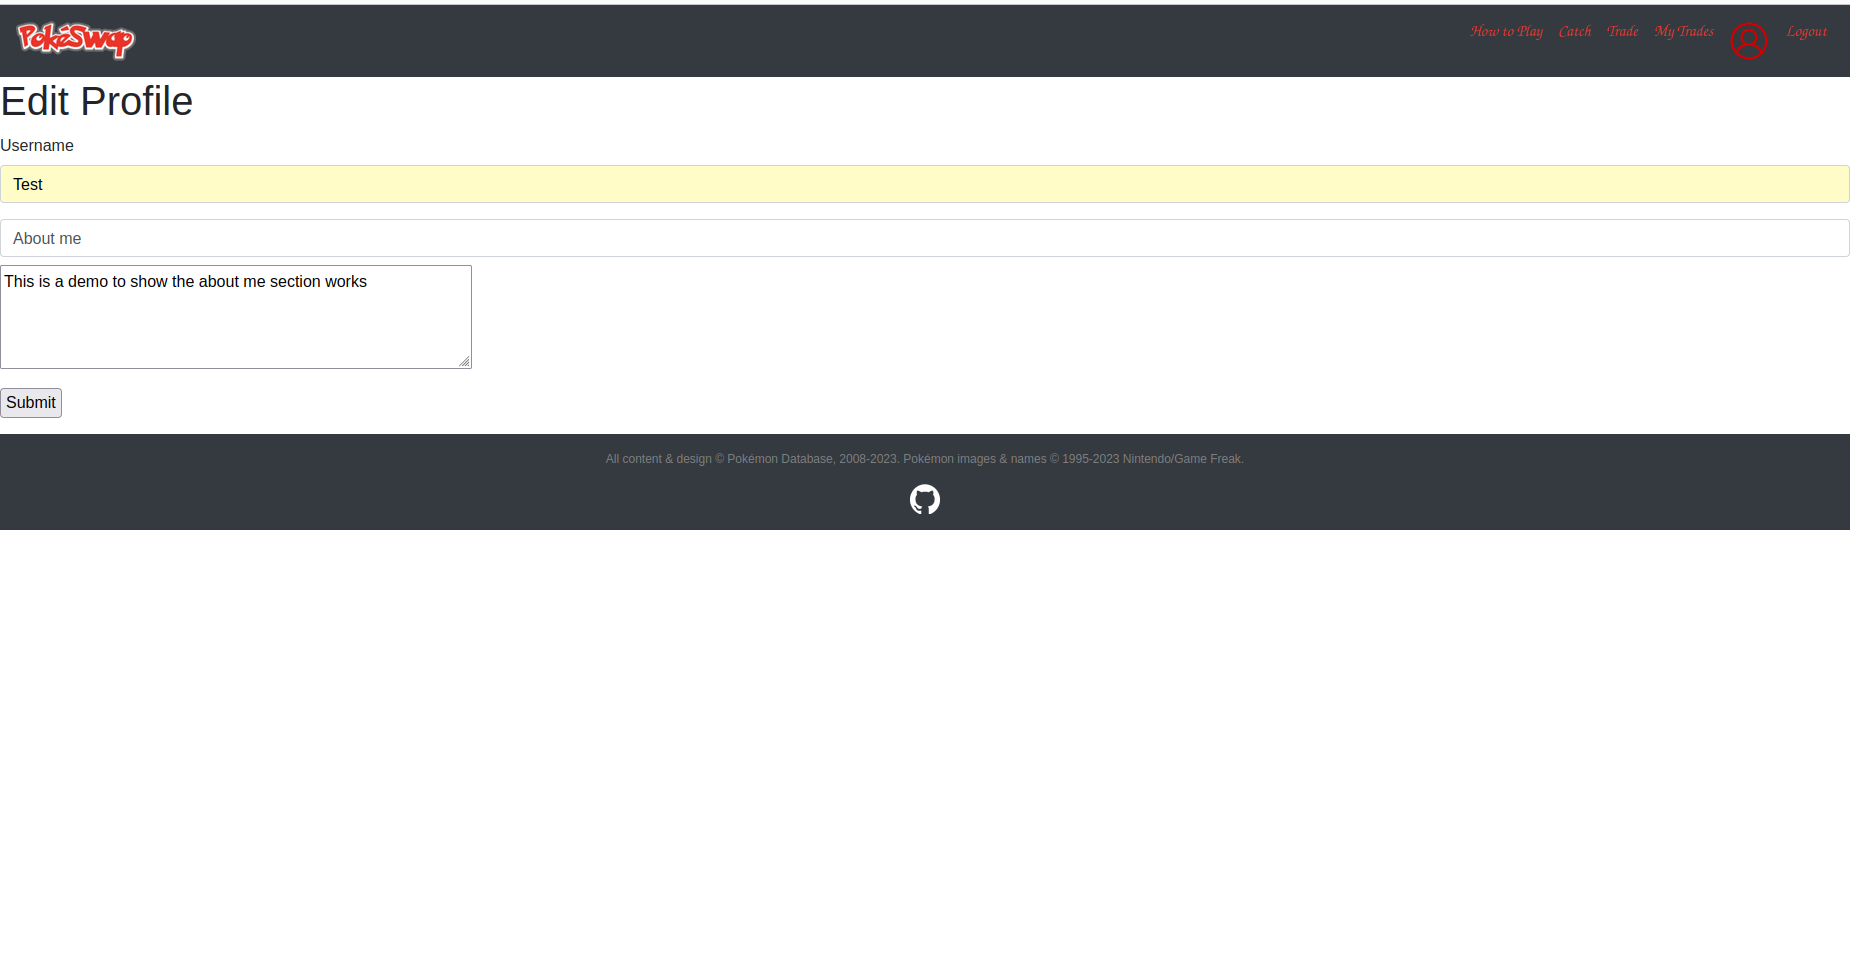 PokéSwap How to Play Catch Trade My Trades Logout
Edit Profile
Username
Test
About me
This is a demo to show the about me section works
Submit
All content & design © Pokémon Database, 2008-2023. Pokémon images & names © 1995-2023 Nintendo/Game Freak.